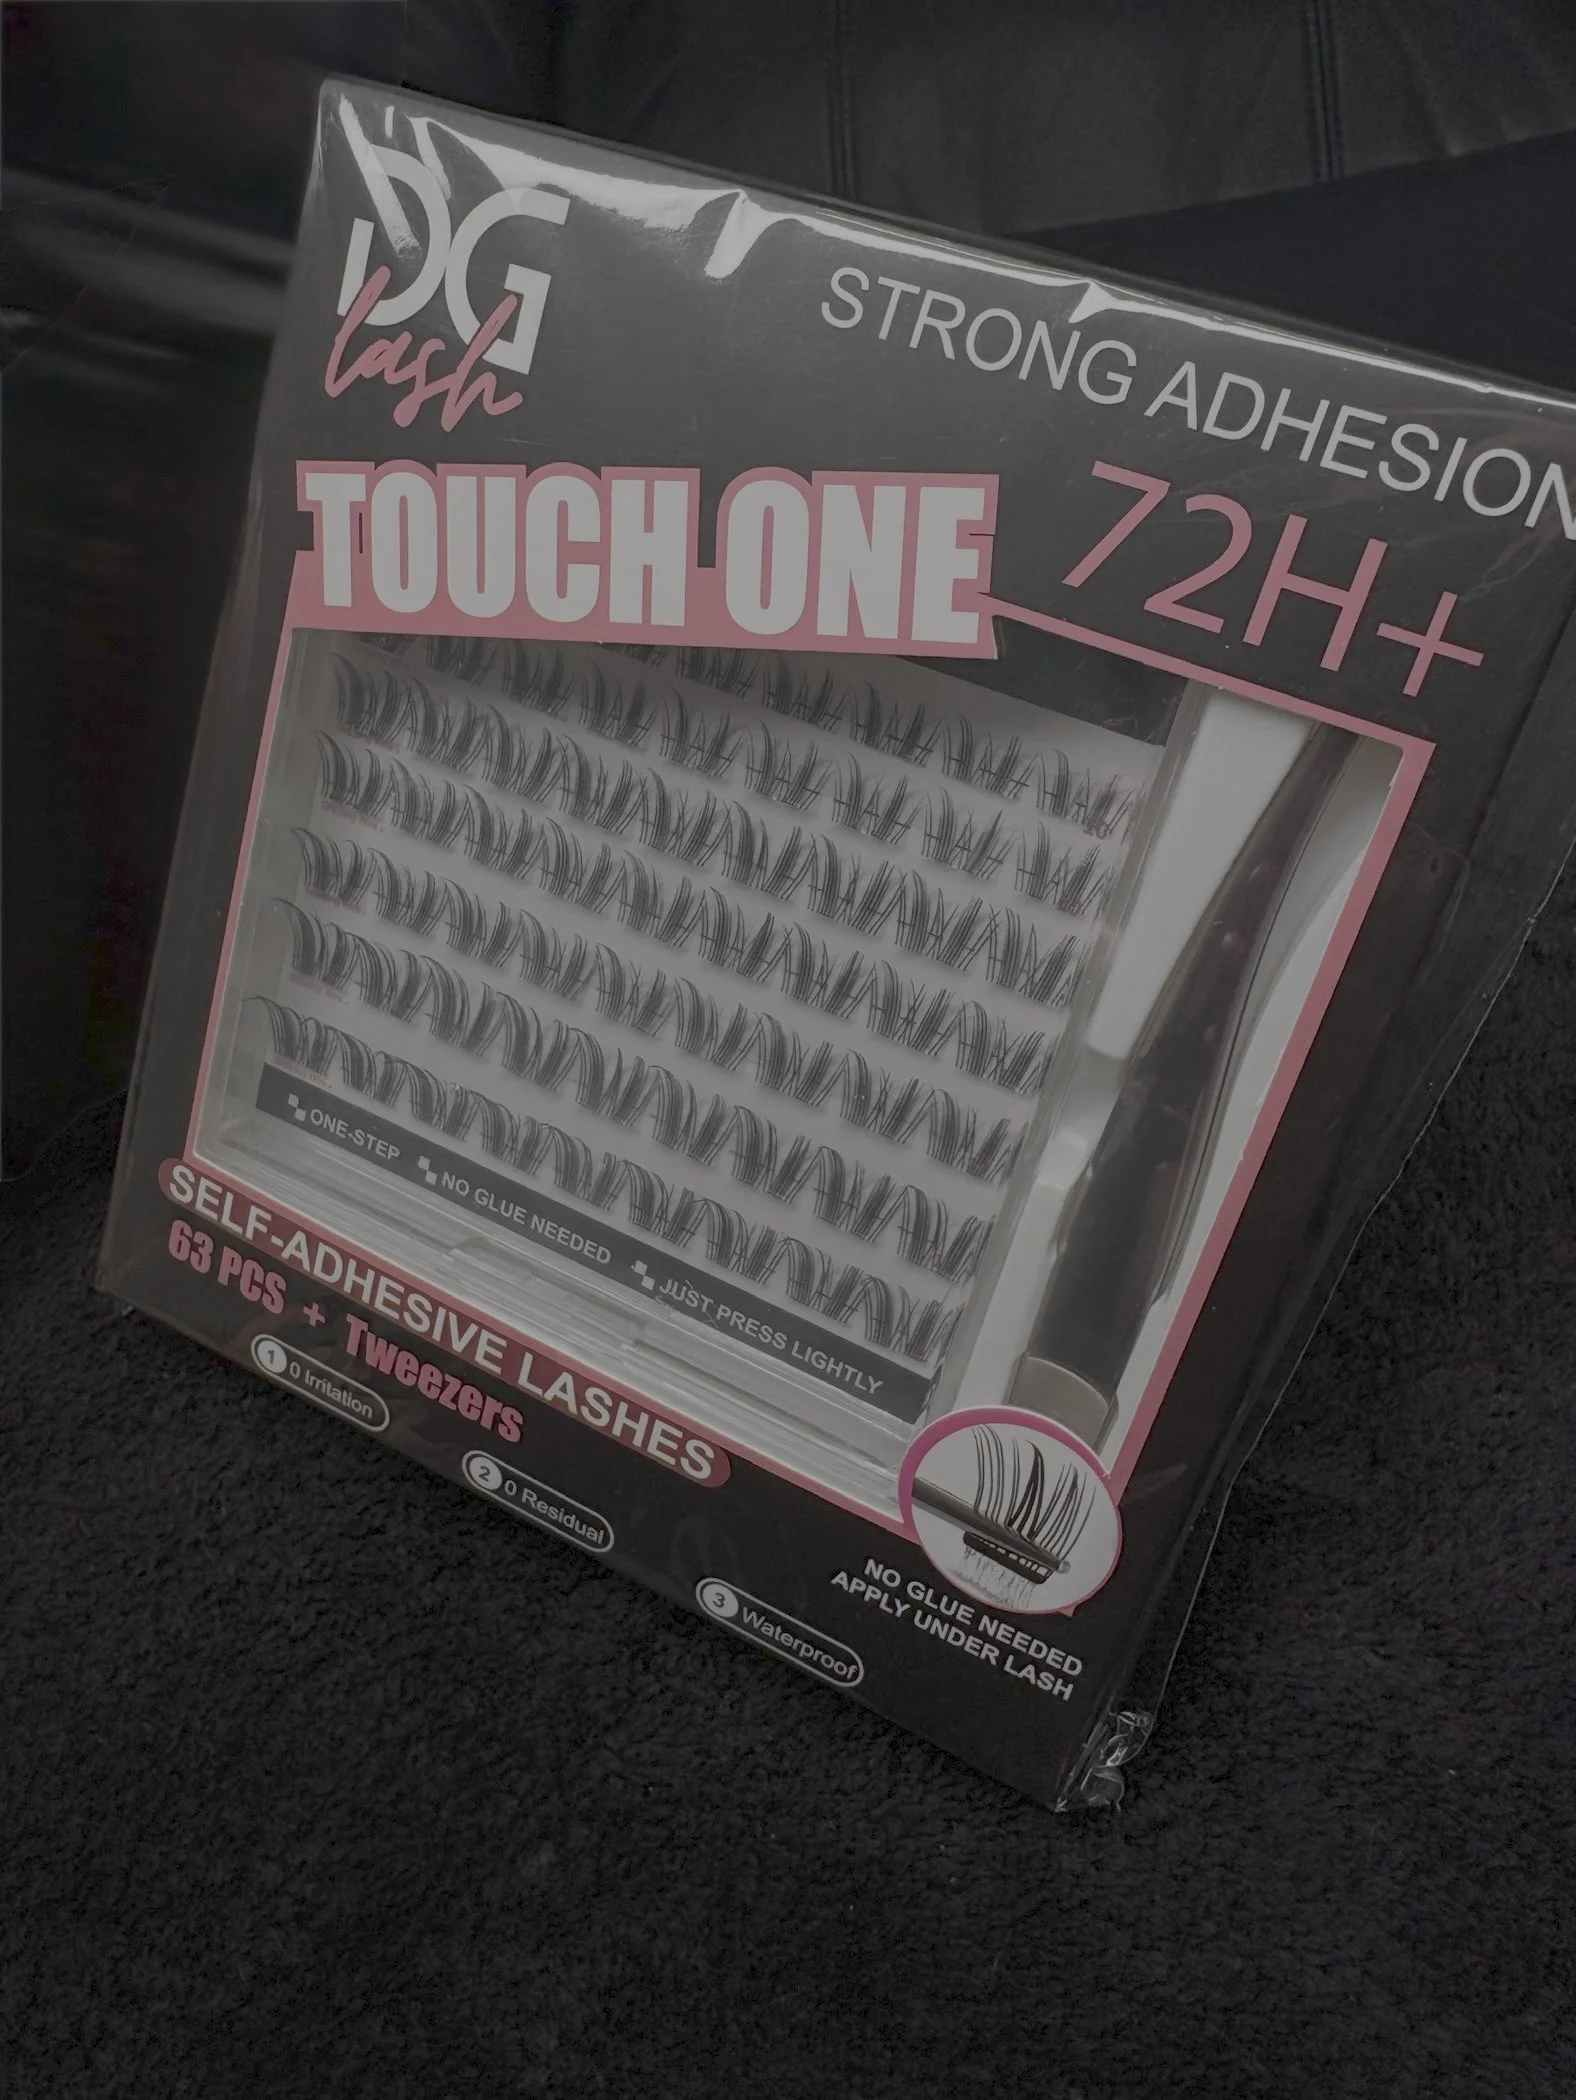 DG
lash
STRONG ADHESION
TOUCH ONE
72H+
ONE-STEP NO GLUE NEEDED JUST PRESS LIGHTLY
SELF-ADHESIVE LASHES
63 PCS + Tweezers
1 0 Irritation
2 0 Residual
3 Waterproof
NO GLUE NEEDED
APPLY UNDER LASH